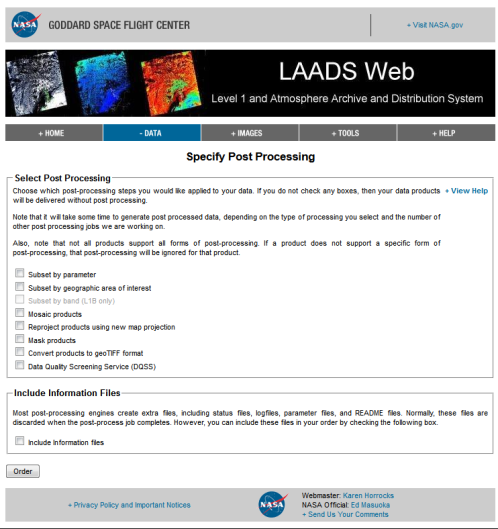 NASA
GODDARD SPACE FLIGHT CENTER
+ Visit NASA.gov
LAADS Web
Level 1 and Atmosphere Archive and Distribution System
+ HOME
- DATA
+ IMAGES
+ TOOLS
+ HELP
Specify Post Processing
Select Post Processing
Choose which post-processing steps you would like applied to your data. If you do not check any boxes, then your data products
+ View Help
will be delivered without post processing.
Note that it will take some time to generate post processed data, depending on the type of processing you select and the number of
other post processing jobs we are working on.
Also, note that not all products support all forms of post-processing. If a product does not support a specific form of
post-processing, that post-processing will be ignored for that product.
Subset by parameter
Subset by geographic area of interest
Subset by band (L1B only)
Mosaic products
Reproject products using new map projection
Mask products
Convert products to geoTIFF format
Data Quality Screening Service (DQSS)
Include Information Files
Most post-processing engines create extra files, including status files, logfiles, parameter files, and README files. Normally, these files are
discarded when the post-process job completes. However, you can include these files in your order by checking the following box.
Include Information files
Order
+ Privacy Policy and Important Notices
NASA
Webmaster: Karen Horrocks
NASA Official: Ed Masuoka
+ Send Us Your Comments